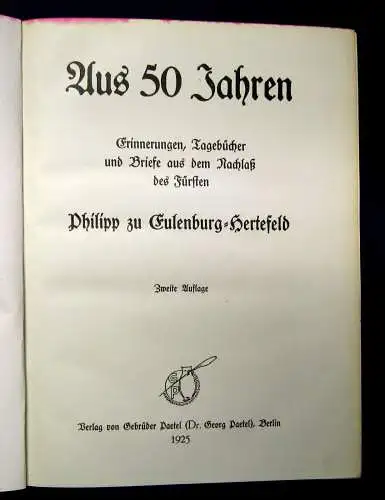 Aus 50 Jahren
Erinnerungen, Tagebücher
und Briefe aus dem Nachlaß
des Fürsten
Philipp zu Eulenburg-Hertefeld
Zweite Auflage
G P
Verlag von Gebrüder Paetel (Dr. Georg Paetel), Berlin
1925